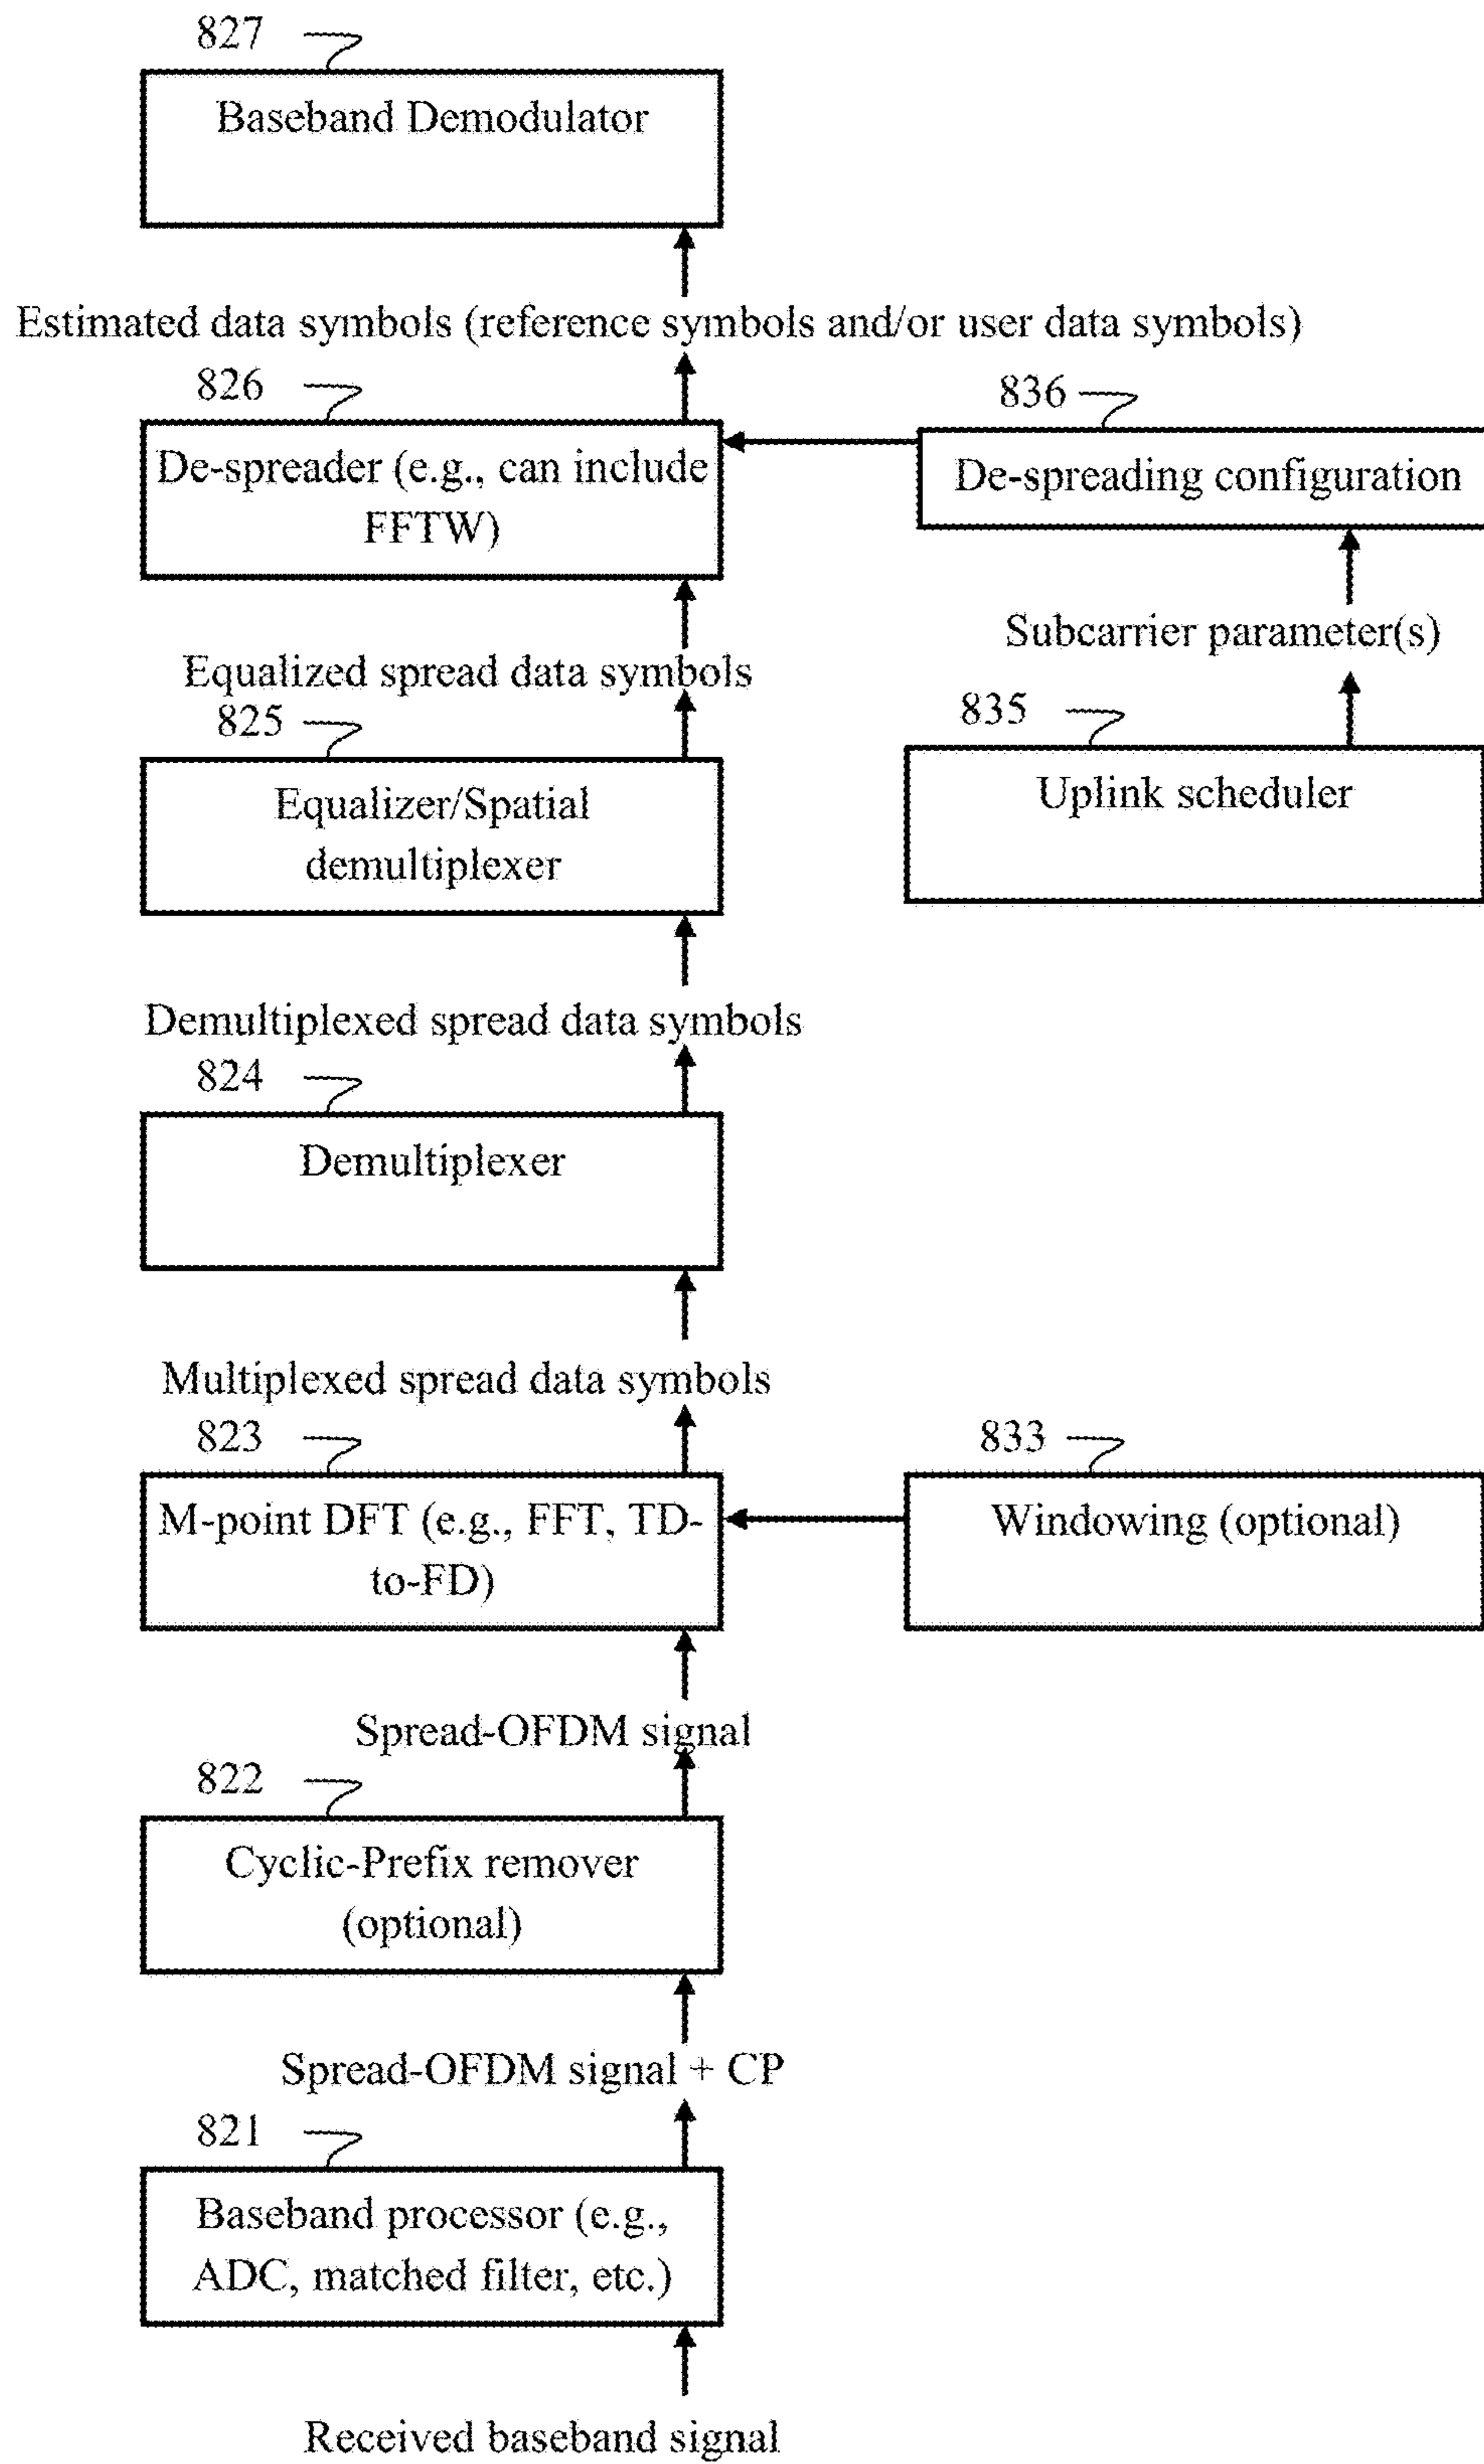 827
Baseband Demodulator
Estimated data symbols (reference symbols and/or user data symbols)
826
836
De-spreader (e.g., can include
FFTW)
De-spreading configuration
Subcarrier parameter(s)
Equalized spread data symbols
825
835
Equalizer/Spatial
demultiplexer
Uplink scheduler
Demultiplexed spread data symbols
824
Demultiplexer
Multiplexed spread data symbols
823
833
M-point DFT (e.g., FFT, TD-
to-FD)
Windowing (optional)
Spread-OFDM signal
822
Cyclic-Prefix remover
(optional)
Spread-OFDM signal + CP
821
Baseband processor (e.g.,
ADC, matched filter, etc.)
Received baseband signal